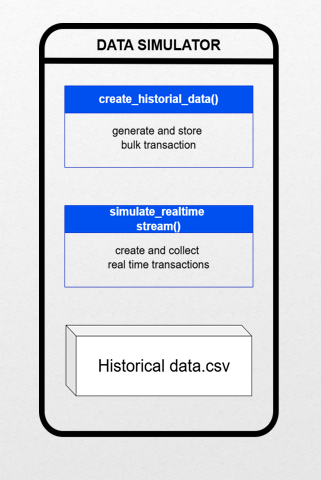 DATA SIMULATOR
create_historial_data()
generate and store
bulk transaction
simulate_realtime
stream()
create and collect
real time transactions
Historical data.csv